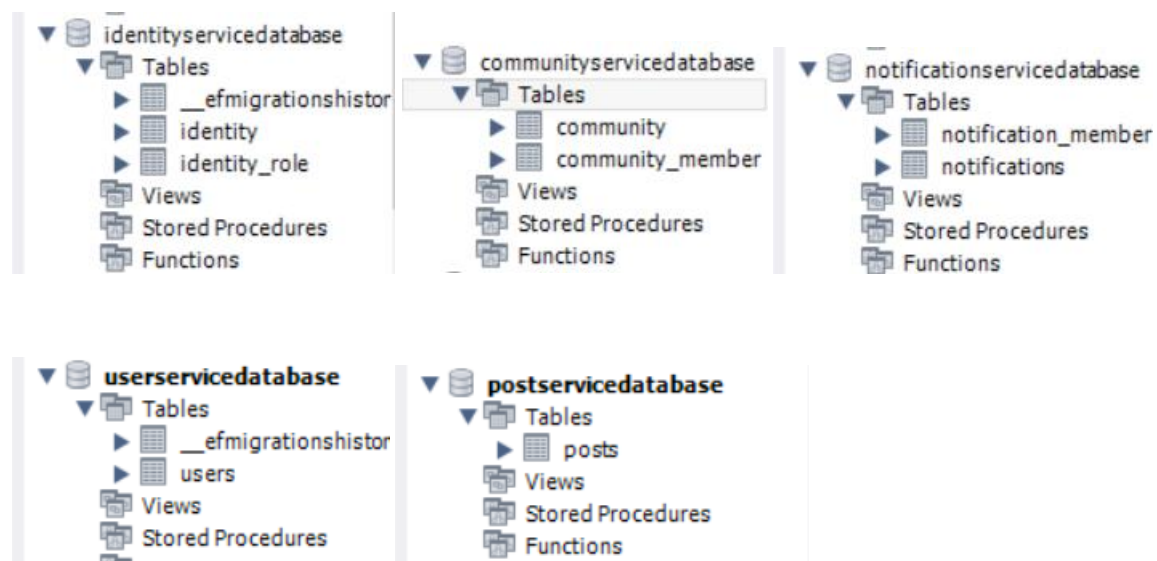 identityservicedatabase
Tables
__efmigrationshistor
identity
identity_role
Views
Stored Procedures
Functions
communityservicedatabase
Tables
community
community_member
Views
Stored Procedures
Functions
notificationservicedatabase
Tables
notification_member
notifications
Views
Stored Procedures
Functions
userservicedatabase
Tables
__efmigrationshistor
users
Views
Stored Procedures
postservicedatabase
Tables
posts
Views
Stored Procedures
Functions